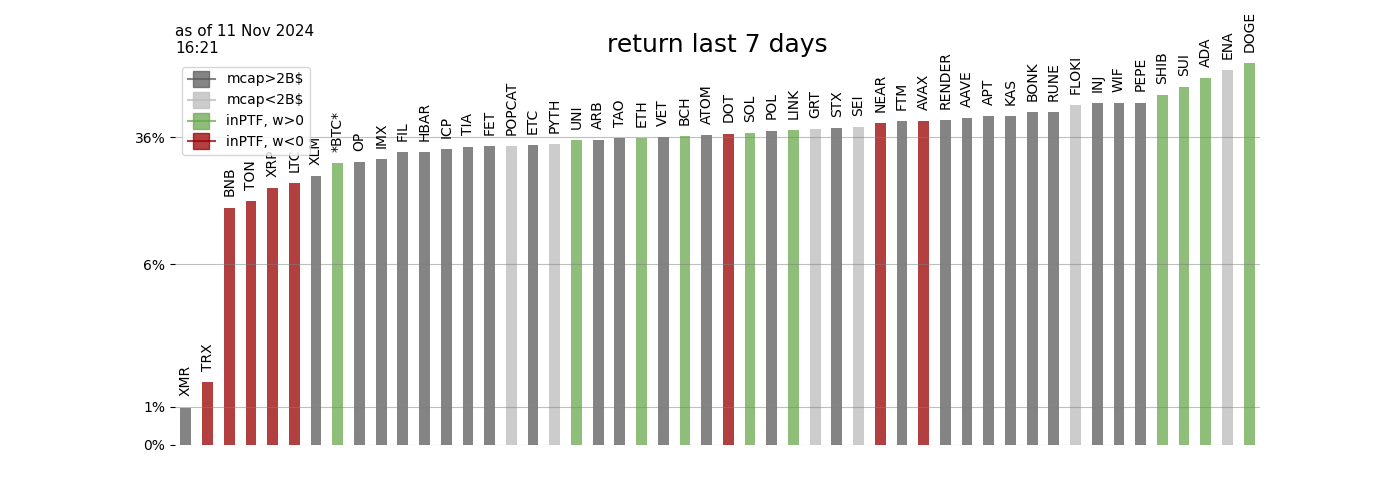 as of 11 Nov 2024
16:21
return last 7 days
mcap>2B$
mcap<2B$
inPTF, w>0
inPTF, w<0
36%
6%
1%
0%
XMR
TRX
BNB
TON
XRP
LTC
XLM
*BTC*
OP
IMX
FIL
HBAR
ICP
TIA
FET
POPCAT
ETC
PYTH
UNI
ARB
TAO
ETH
VET
BCH
ATOM
DOT
SOL
POL
LINK
GRT
STX
SEI
NEAR
FTM
AVAX
RENDER
AAVE
APT
KAS
BONK
RUNE
FLOKI
INJ
WIF
PEPE
SHIB
SUI
ADA
ENA
DOGE